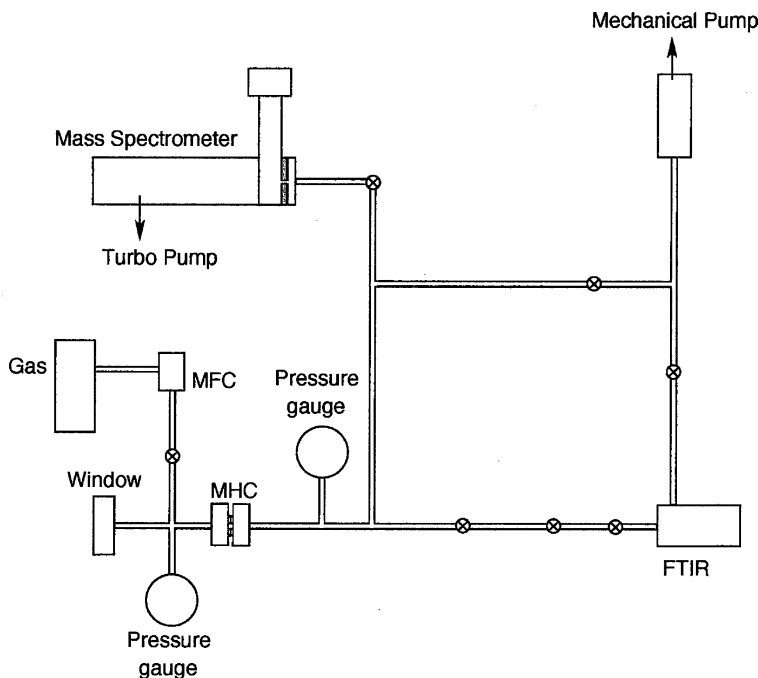 Mechanical Pump
Mass Spectrometer
Turbo Pump
Gas
MFC
Pressure
gauge
Window
MHC
FTIR
Pressure
gauge